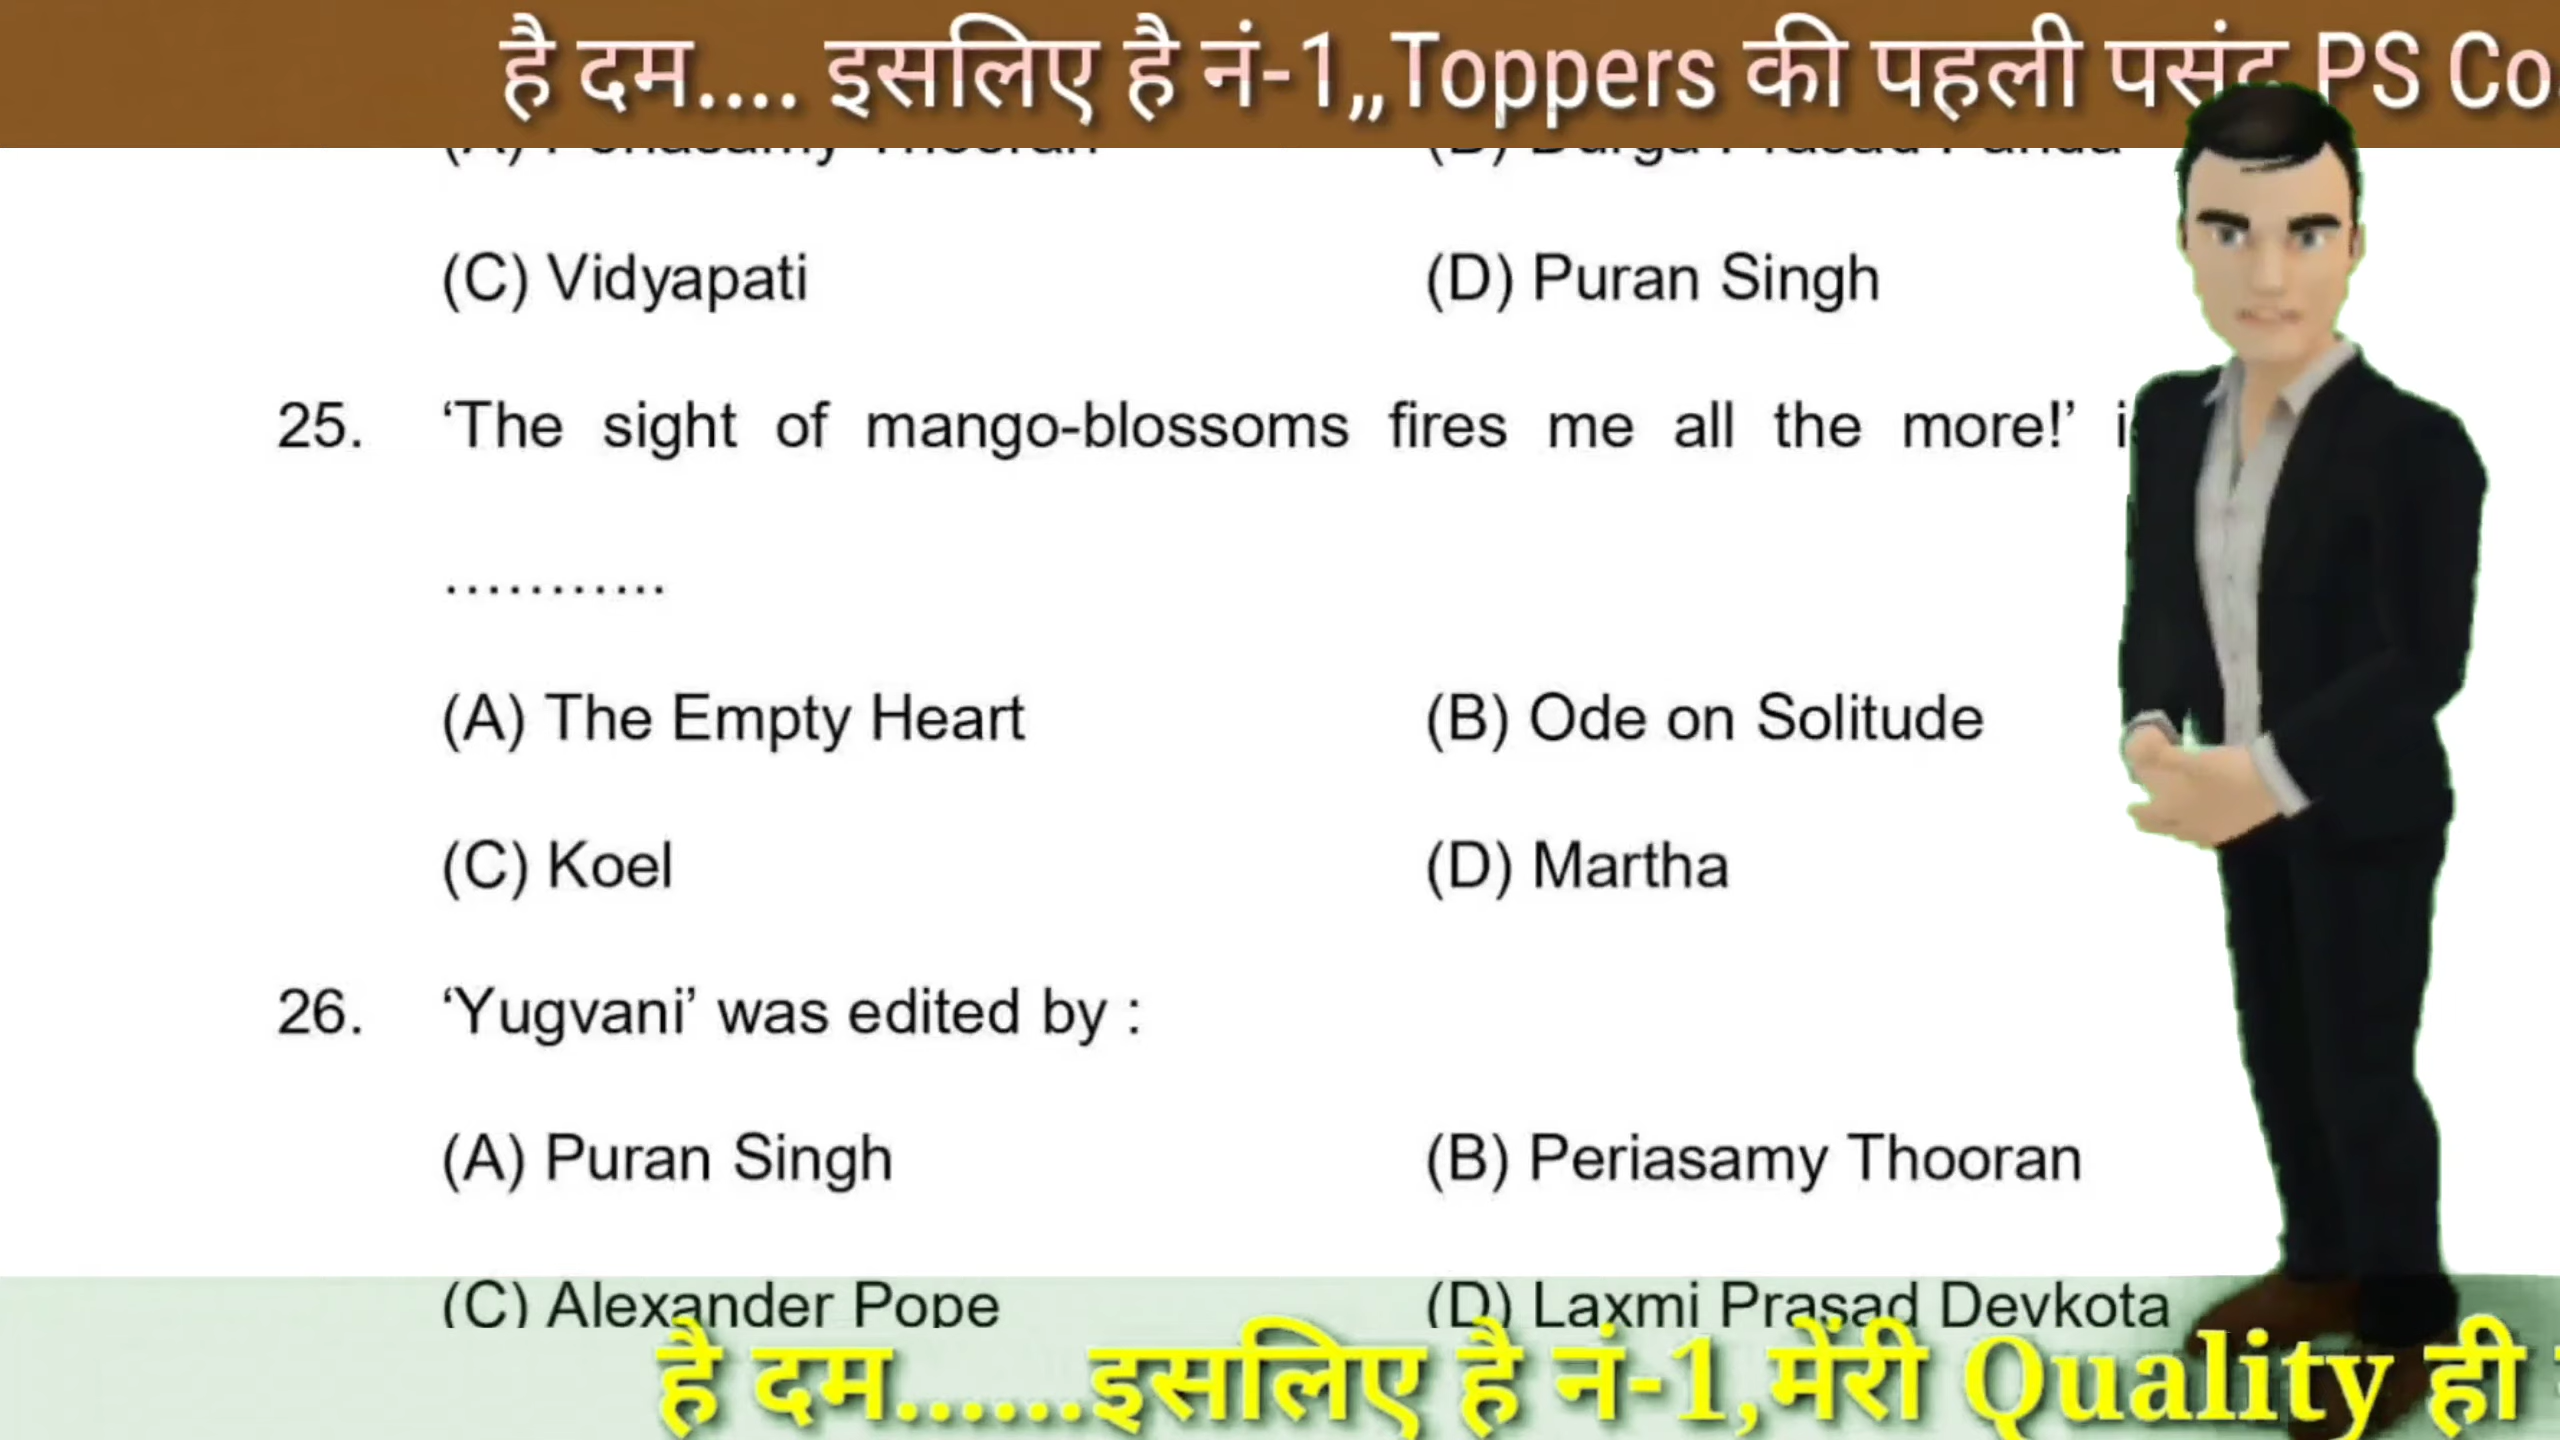 है दम.... इसलिए है नं-1,,Toppers की पहली पसंद PS Co
(C) Vidyapati (D) Puran Singh
25. ‘The sight of mango-blossoms fires me all the more!’
...........
(A) The Empty Heart (B) Ode on Solitude
(C) Koel (D) Martha
26. ‘Yugvani’ was edited by :
(A) Puran Singh (B) Periasamy Thooran
(C) Alexander Pope (D) Laxmi Prasad Devkota
है दम......इसलिए है नं-1,मेंरी Quality ही